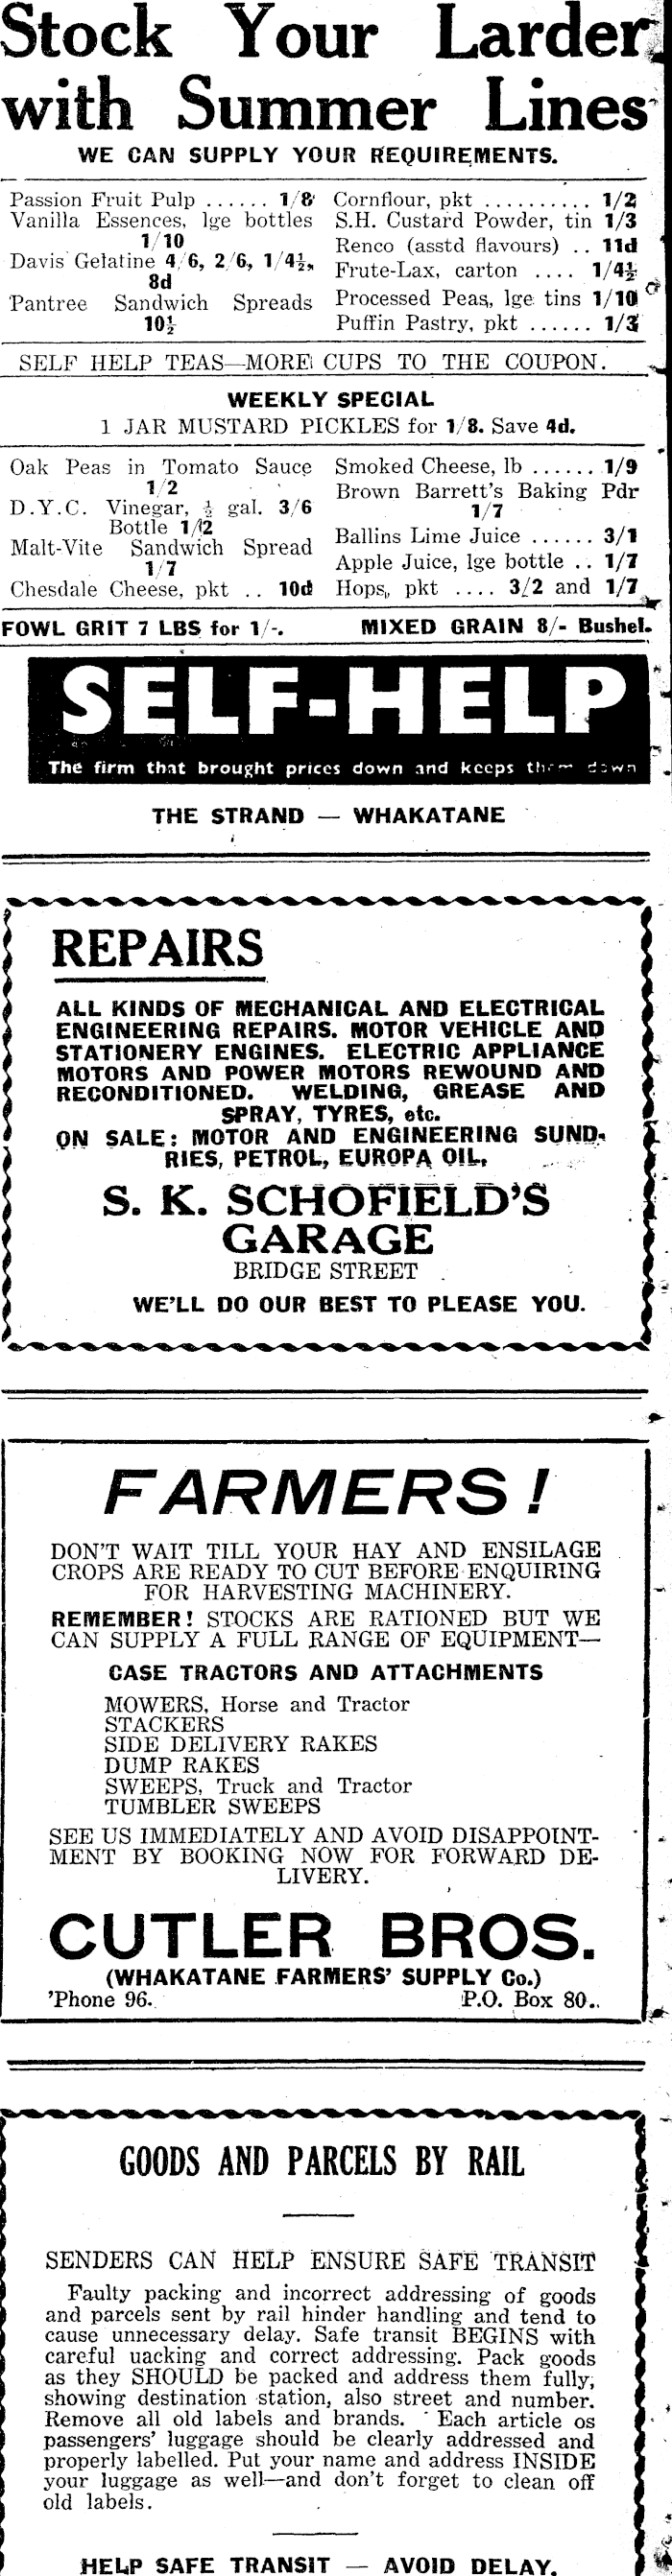 Stock Your Larder
with Summer Lines
WE CAN SUPPLY YOUR REQUIREMENTS.
Passion Fruit Pulp ...... 1/8
Vanilla Essences, lge bottles
1/10
Davis Gelatine 4/6, 2/6, 1/4½,
8d
Pantree Sandwich Spreads
10½
Cornflour, pkt .......... 1/2
S.H. Custard Powder, tin 1/3
Renco (asstd flavours) .. 11d
Frute-Lax, carton .... 1/4½
Processed Peas, lge tins 1/10
Puffin Pastry, pkt ...... 1/3
SELF HELP TEAS—MORE CUPS TO THE COUPON.
WEEKLY SPECIAL
1 JAR MUSTARD PICKLES for 1/8. Save 4d.
Oak Peas in Tomato Sauce
1/2
D.Y.C. Vinegar, ½ gal. 3/6
Bottle 1/2
Malt-Vite Sandwich Spread
1/7
Chesdale Cheese, pkt .. 10d
Smoked Cheese, lb ...... 1/9
Brown Barrett's Baking Pdr
1/7
Ballins Lime Juice ...... 3/1
Apple Juice, lge bottle .. 1/7
Hops, pkt .... 3/2 and 1/7
FOWL GRIT 7 LBS for 1/-. MIXED GRAIN 8/- Bushel.
SELF-HELP
The firm that brought prices down and keeps them down
THE STRAND — WHAKATANE
REPAIRS
ALL KINDS OF MECHANICAL AND ELECTRICAL
ENGINEERING REPAIRS. MOTOR VEHICLE AND
STATIONERY ENGINES. ELECTRIC APPLIANCE
MOTORS AND POWER MOTORS REWOUND AND
RECONDITIONED. WELDING, GREASE AND
SPRAY, TYRES, etc.
ON SALE: MOTOR AND ENGINEERING SUND-
RIES, PETROL, EUROPA OIL,
S. K. SCHOFIELD'S
GARAGE
BRIDGE STREET
WE'LL DO OUR BEST TO PLEASE YOU.
FARMERS!
DON'T WAIT TILL YOUR HAY AND ENSILAGE
CROPS ARE READY TO CUT BEFORE ENQUIRING
FOR HARVESTING MACHINERY.
REMEMBER! STOCKS ARE RATIONED BUT WE
CAN SUPPLY A FULL RANGE OF EQUIPMENT—
CASE TRACTORS AND ATTACHMENTS
MOWERS, Horse and Tractor
STACKERS
SIDE DELIVERY RAKES
DUMP RAKES
SWEEPS, Truck and Tractor
TUMBLER SWEEPS
SEE US IMMEDIATELY AND AVOID DISAPPOINT-
MENT BY BOOKING NOW FOR FORWARD DE-
LIVERY.
CUTLER BROS.
(WHAKATANE FARMERS' SUPPLY Co.)
'Phone 96. P.O. Box 80.
GOODS AND PARCELS BY RAIL
SENDERS CAN HELP ENSURE SAFE TRANSIT
Faulty packing and incorrect addressing of goods
and parcels sent by rail hinder handling and tend to
cause unnecessary delay. Safe transit BEGINS with
careful uacking and correct addressing. Pack goods
as they SHOULD be packed and address them fully,
showing destination station, also street and number.
Remove all old labels and brands. Each article os
passengers' luggage should be clearly addressed and
properly labelled. Put your name and address INSIDE
your luggage as well—and don't forget to clean off
old labels.
HELP SAFE TRANSIT — AVOID DELAY.